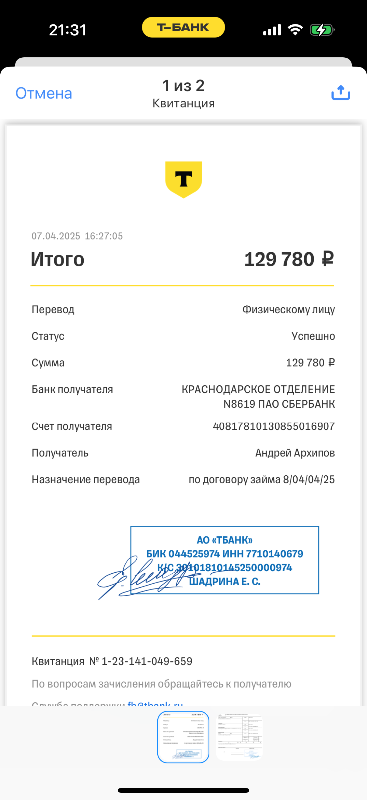 21:31
Т-БАНК
Отмена
1 из 2
Квитанция
07.04.2025 16:27:05
Итого 129 780 ₽
Перевод Физическому лицу
Статус Успешно
Сумма 129 780 ₽
Банк получателя КРАСНОДАРСКОЕ ОТДЕЛЕНИЕ
N8619 ПАО СБЕРБАНК
Счет получателя 40817810130855016907
Получатель Андрей Архипов
Назначение перевода по договору займа 8/04/04/25
АО «ТБАНК»
БИК 044525974 ИНН 7710140679
К/С 30101810145250000974
ШАДРИНА Е. С.
Квитанция № 1-23-141-049-659
По вопросам зачисления обращайтесь к получателю
Служба поддержки fb@tbank.ru